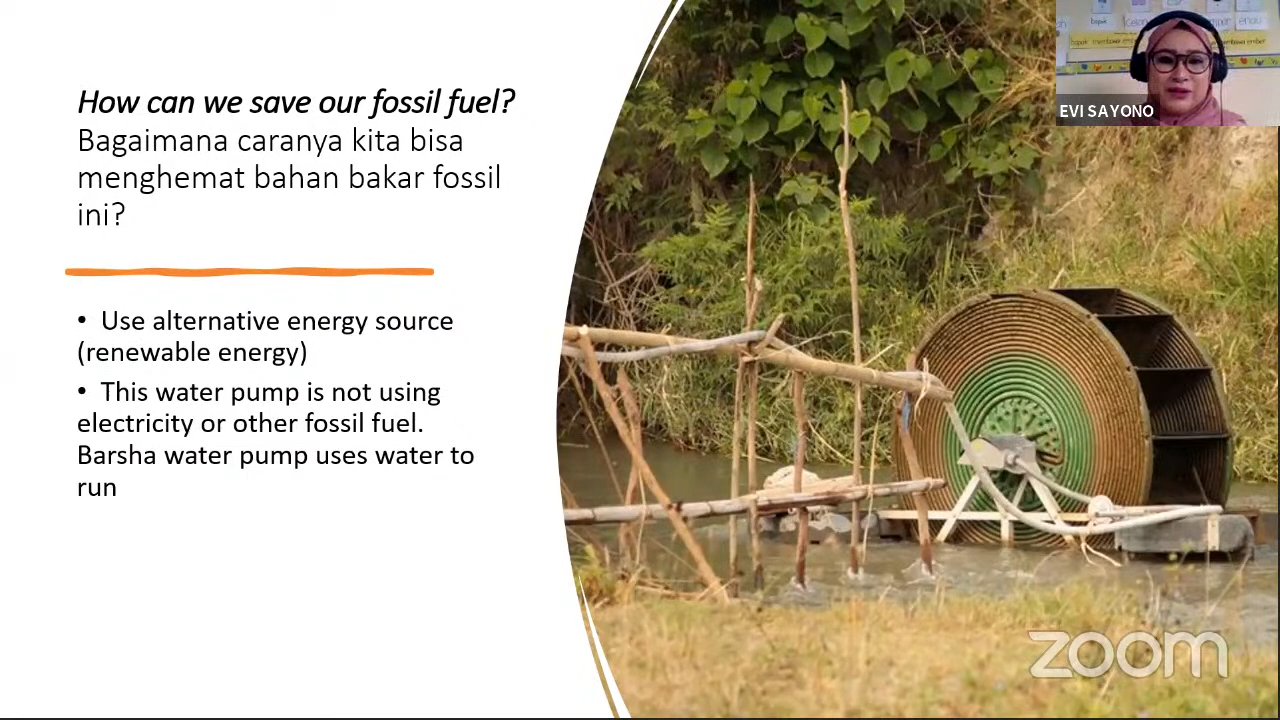 How can we save our fossil fuel?
Bagaimana caranya kita bisa
menghemat bahan bakar fossil
ini?
• Use alternative energy source
(renewable energy)
• This water pump is not using
electricity or other fossil fuel.
Barsha water pump uses water to
run
bapak
EVI SAYONO
zoom